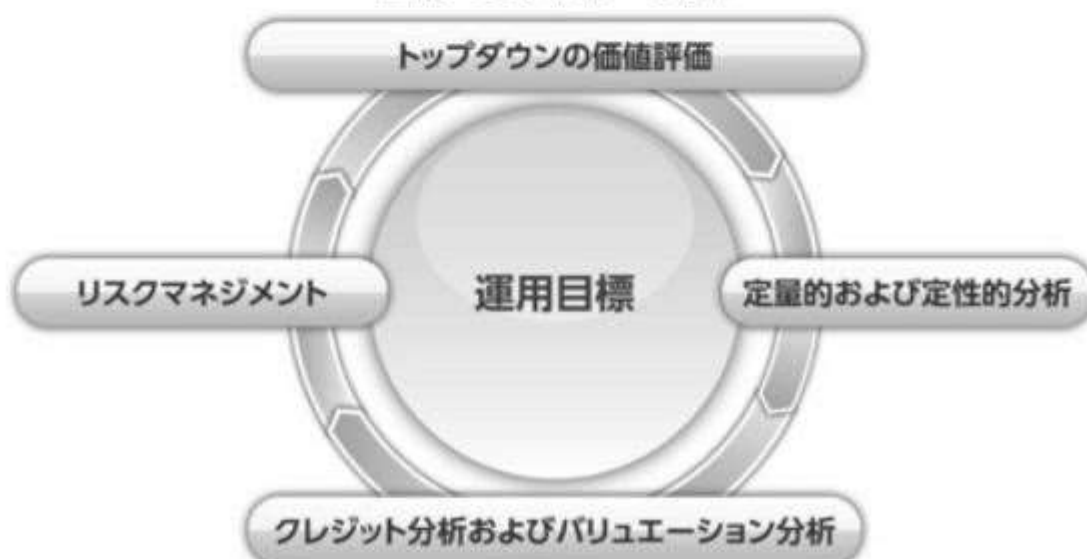 トップダウンの価値評価
リスクマネジメント
運用目標
定量的および定性的分析
クレジット分析およびバリュエーション分析